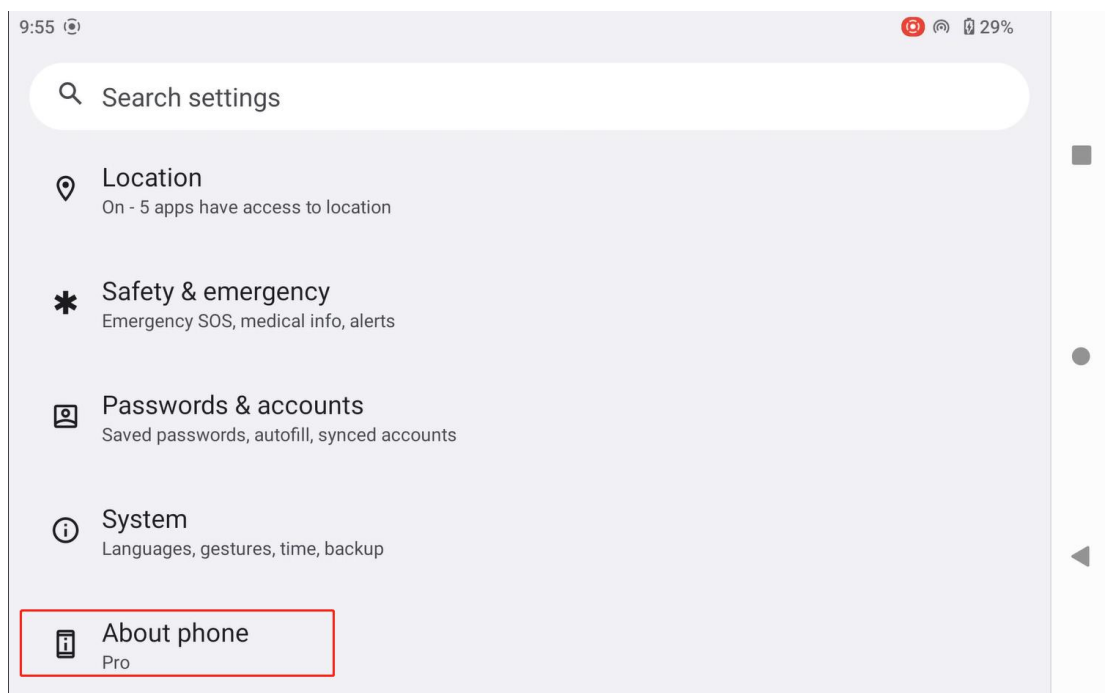 9:55
29%
Search settings
Location
On - 5 apps have access to location
Safety & emergency
Emergency SOS, medical info, alerts
Passwords & accounts
Saved passwords, autofill, synced accounts
System
Languages, gestures, time, backup
About phone
Pro